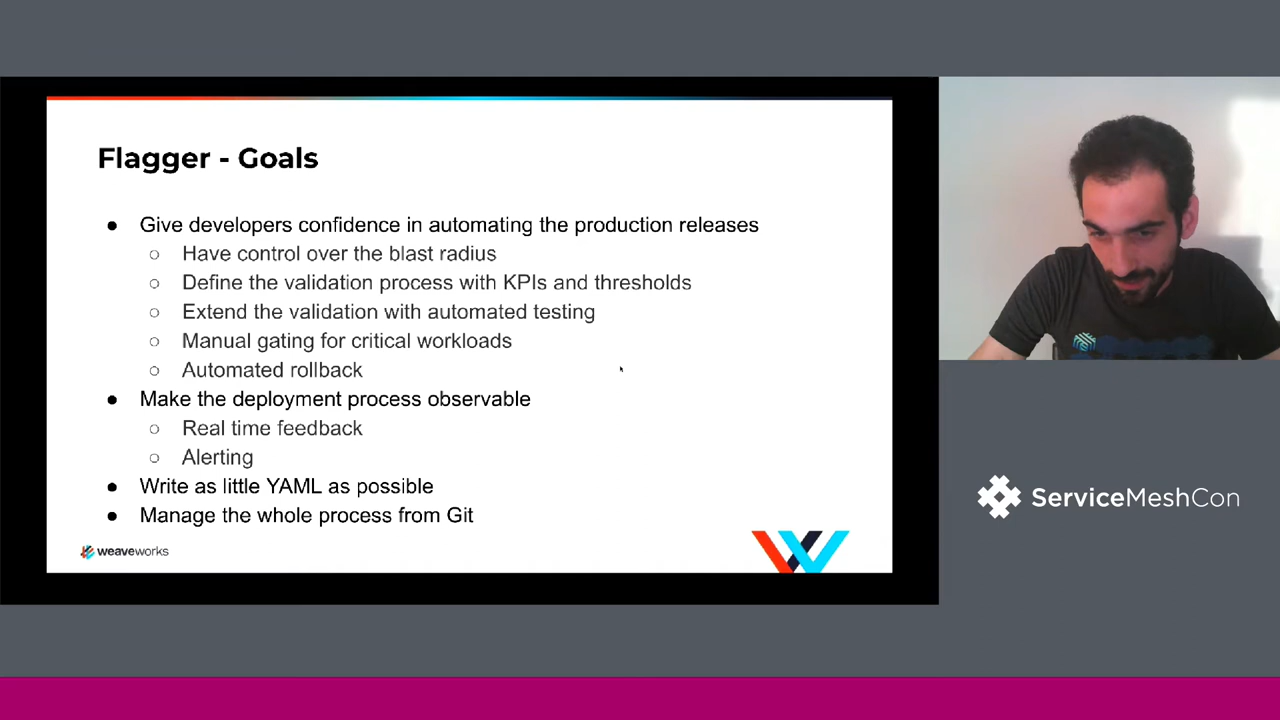 Flagger - Goals
● Give developers confidence in automating the production releases
○ Have control over the blast radius
○ Define the validation process with KPIs and thresholds
○ Extend the validation with automated testing
○ Manual gating for critical workloads
○ Automated rollback
● Make the deployment process observable
○ Real time feedback
○ Alerting
● Write as little YAML as possible
● Manage the whole process from Git
weaveworks
ServiceMeshCon